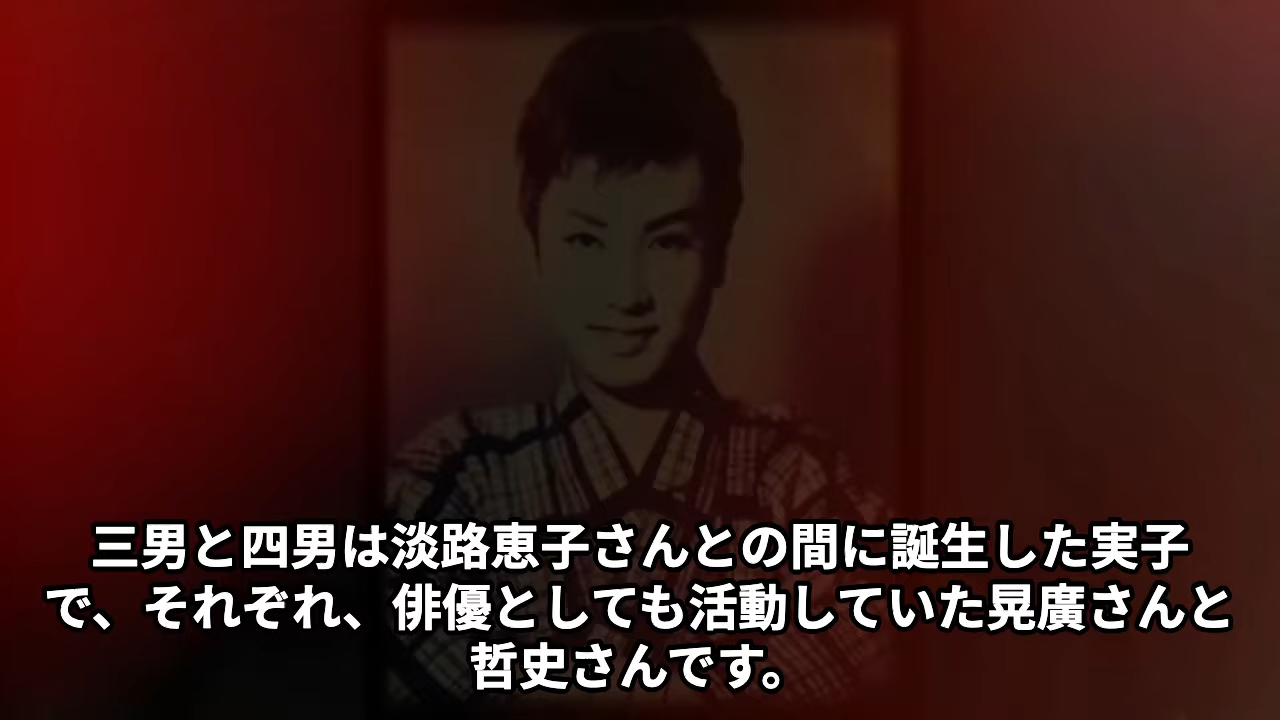 三男と四男は淡路恵子さんとの間に誕生した実子
で、それぞれ、俳優としても活動していた晃廣さんと
哲史さんです。